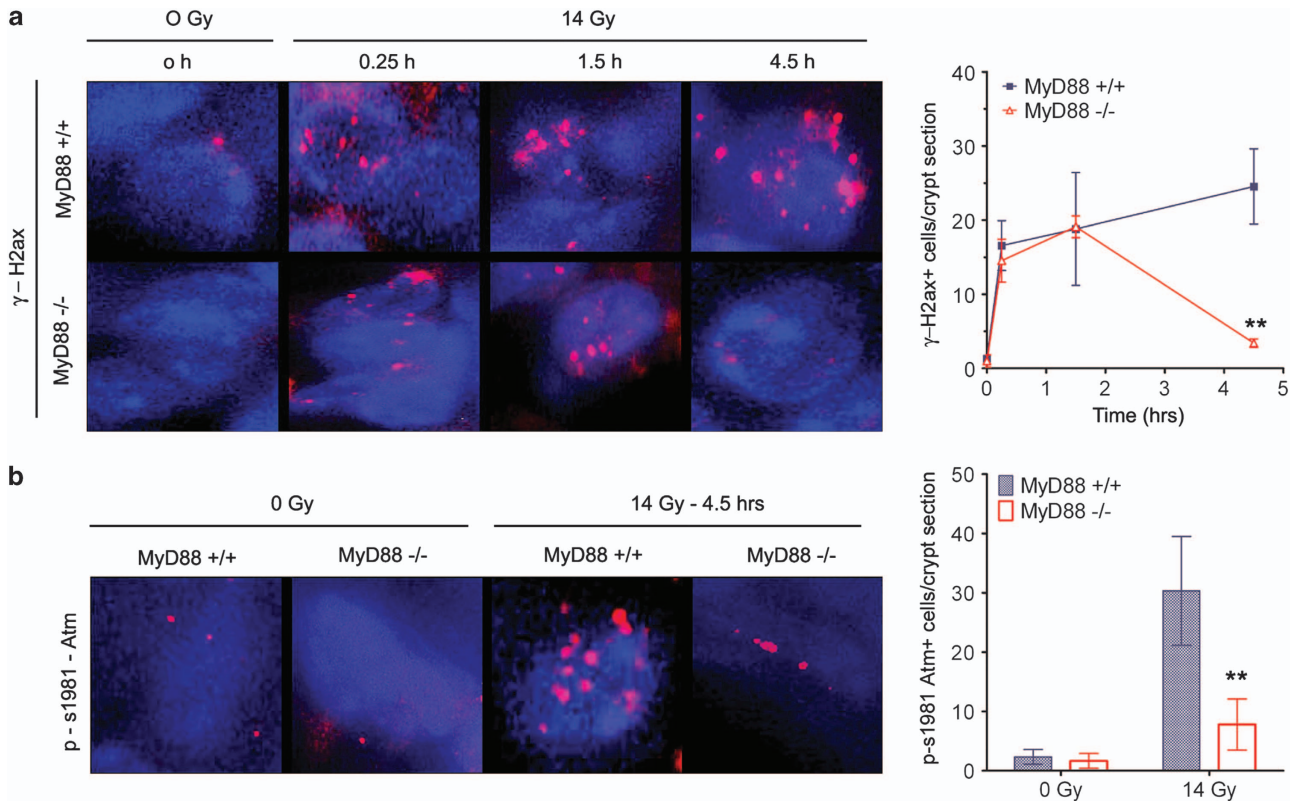 a
O Gy
14 Gy
o h
0.25 h
1.5 h
4.5 h
γ – H2ax
MyD88 +/+
MyD88 -/-
40
30
20
10
0
γ–H2ax+ cells/crypt section
MyD88 +/+
MyD88 -/-
**
0
1
2
3
4
5
Time (hrs)
b
0 Gy
14 Gy - 4.5 hrs
MyD88 +/+
MyD88 -/-
MyD88 +/+
MyD88 -/-
p - s1981 - Atm
50
40
30
20
10
0
p-s1981 Atm+ cells/crypt section
MyD88 +/+
MyD88 -/-
**
0 Gy
14 Gy